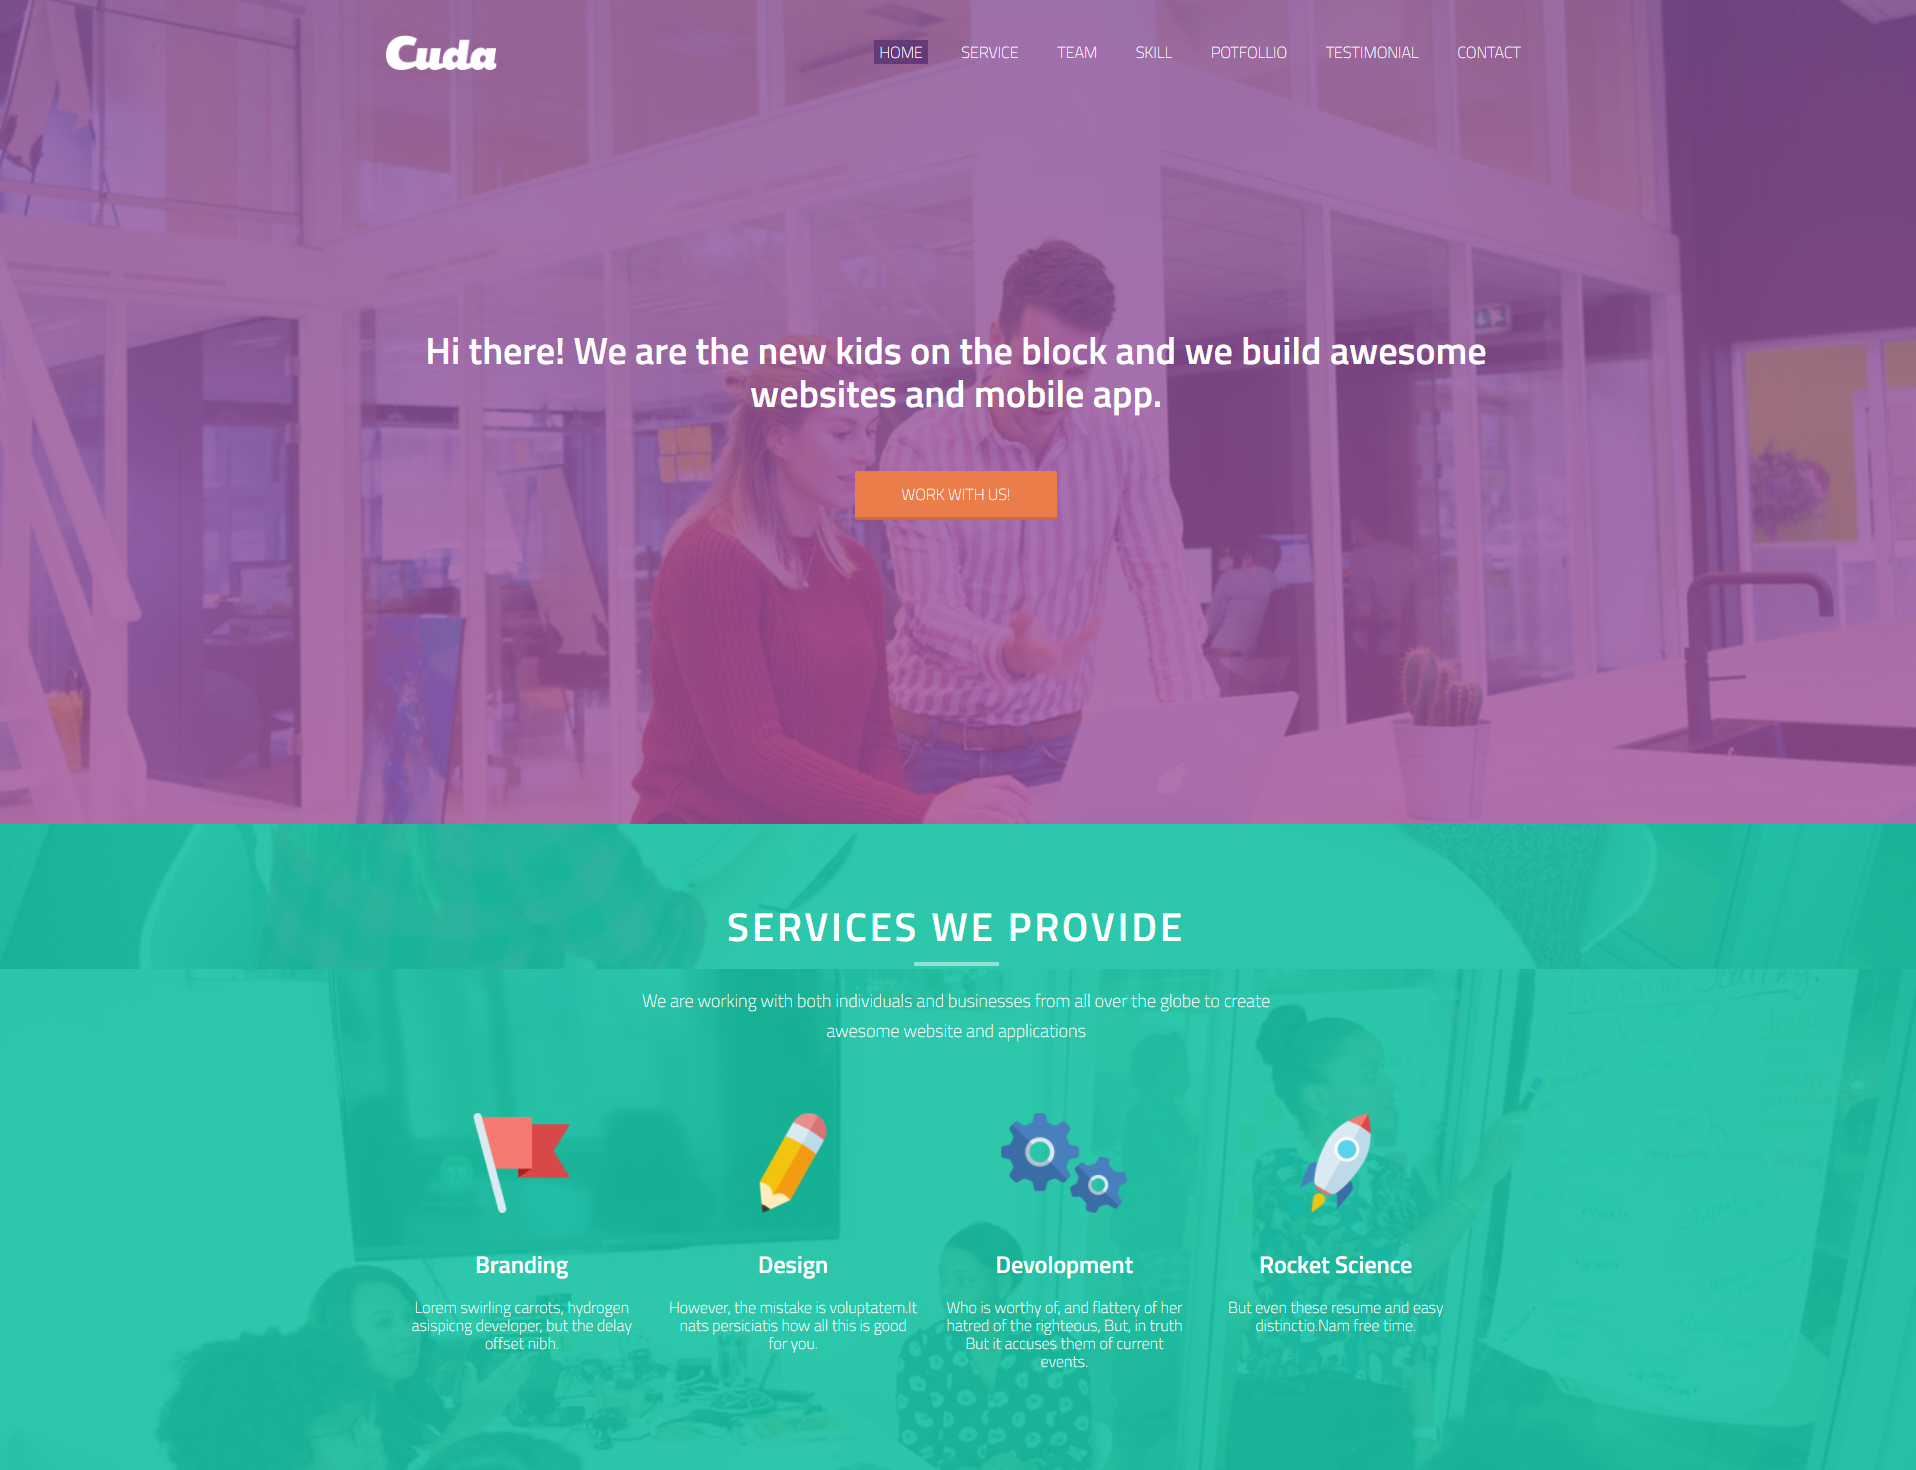 Cuda
HOME SERVICE TEAM SKILL POTFOLLIO TESTIMONIAL CONTACT
Hi there! We are the new kids on the block and we build awesome
websites and mobile app.
WORK WITH US!
SERVICES WE PROVIDE
We are working with both individuals and businesses from all over the globe to create
awesome website and applications
Branding
Lorem swirling carrots, hydrogen
asispicng developer, but the delay
offset nibh.
Design
However, the mistake is voluptatem.It
nats persiciatis how all this is good
for you.
Devolopment
Who is worthy of, and flattery of her
hatred of the righteous, But, in truth
But it accuses them of current
events.
Rocket Science
But even these resume and easy
distinctio.Nam free time.